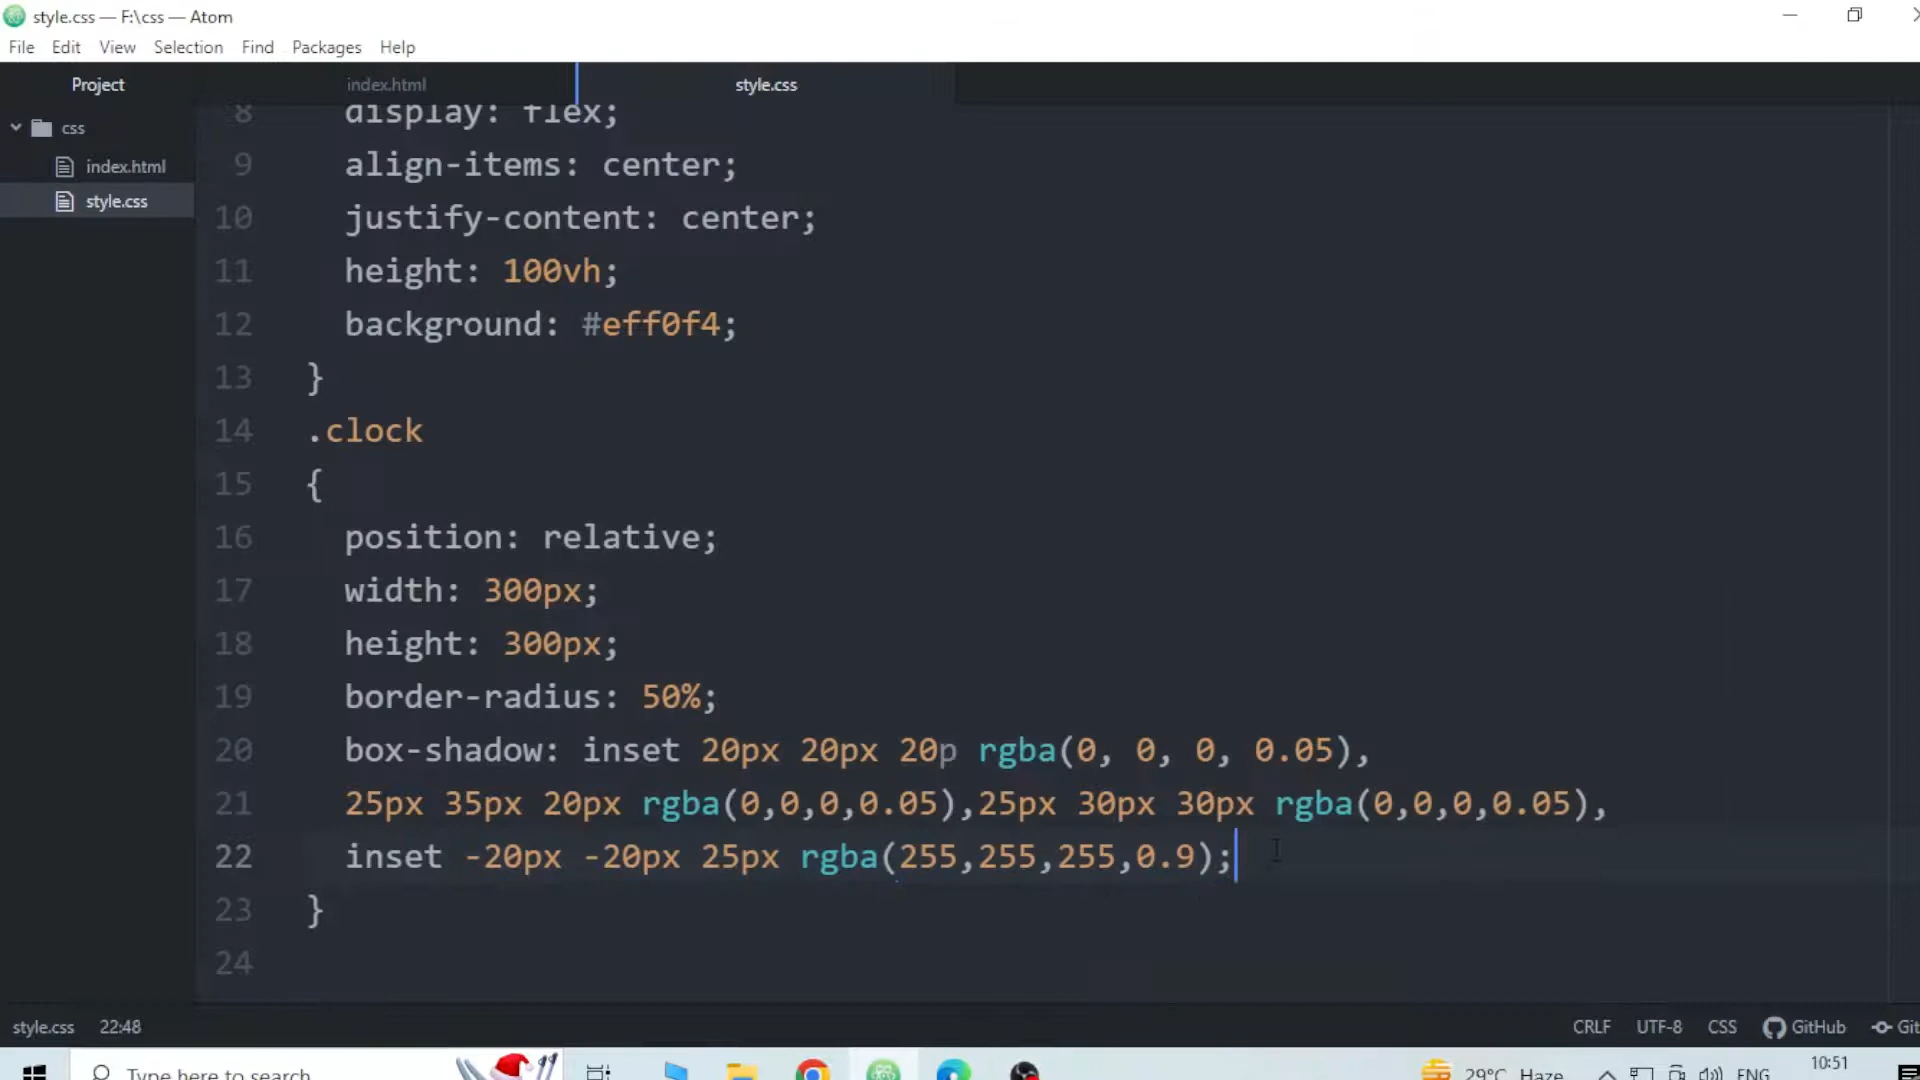 style.css — F:\css — Atom
File Edit View Selection Find Packages Help
Project
index.html
style.css
css
index.html
style.css
8 display: flex;
9 align-items: center;
10 justify-content: center;
11 height: 100vh;
12 background: #eff0f4;
13 }
14 .clock
15 {
16 position: relative;
17 width: 300px;
18 height: 300px;
19 border-radius: 50%;
20 box-shadow: inset 20px 20px 20p rgba(0, 0, 0, 0.05),
21 25px 35px 20px rgba(0,0,0,0.05),25px 30px 30px rgba(0,0,0,0.05),
22 inset -20px -20px 25px rgba(255,255,255,0.9);
23 }
24
style.css 22:48 CRLF UTF-8 CSS GitHub Git
Type here to search 29°C Haze ENG 10:51